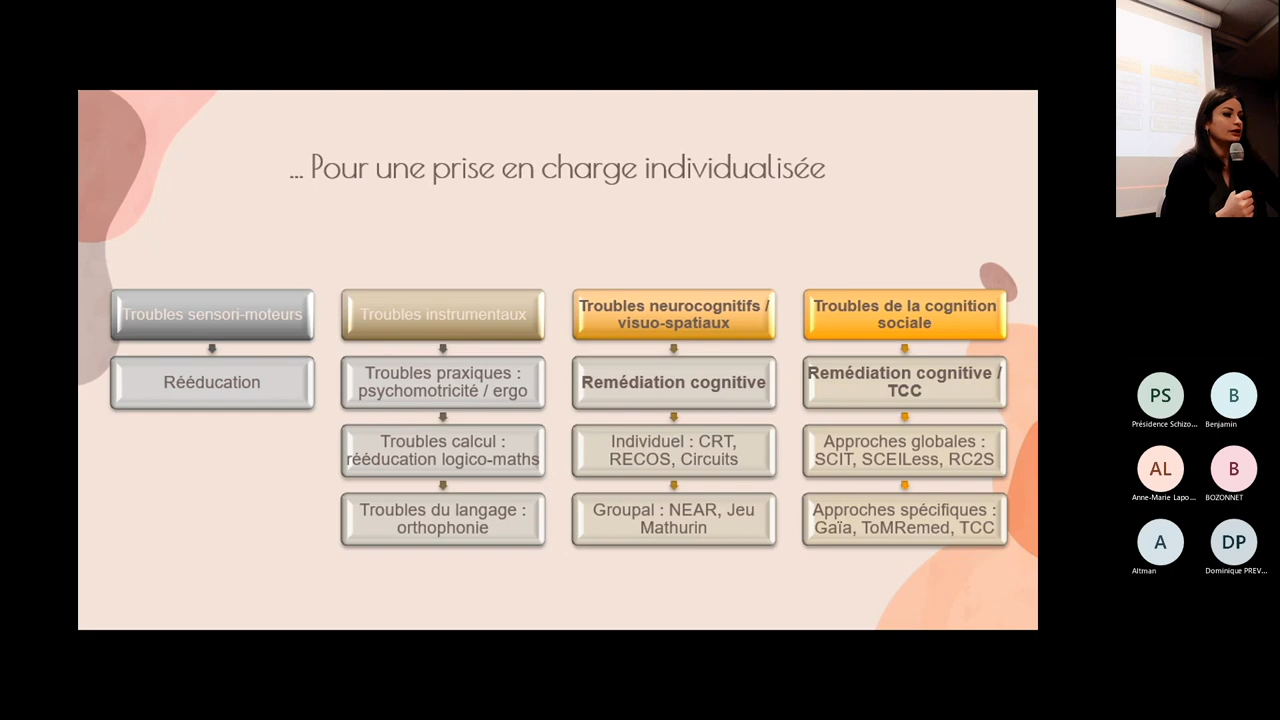 ... Pour une prise en charge individualisée
Troubles sensori-moteurs
Rééducation
Troubles instrumentaux
Troubles praxiques :
psychomotricité / ergo
Troubles calcul :
rééducation logico-maths
Troubles du langage :
orthophonie
Troubles neurocognitifs /
visuo-spatiaux
Remédiation cognitive
Individuel : CRT,
RECOS, Circuits
Groupal : NEAR, Jeu
Mathurin
Troubles de la cognition
sociale
Remédiation cognitive /
TCC
Approches globales :
SCIT, SCEILess, RC2S
Approches spécifiques :
Gaïa, ToMRemed, TCC
PS
Présidence Schizo...
B
Benjamin
AL
Anne-Marie Lapo...
B
BOZONNET
A
Altman
DP
Dominique PREV...